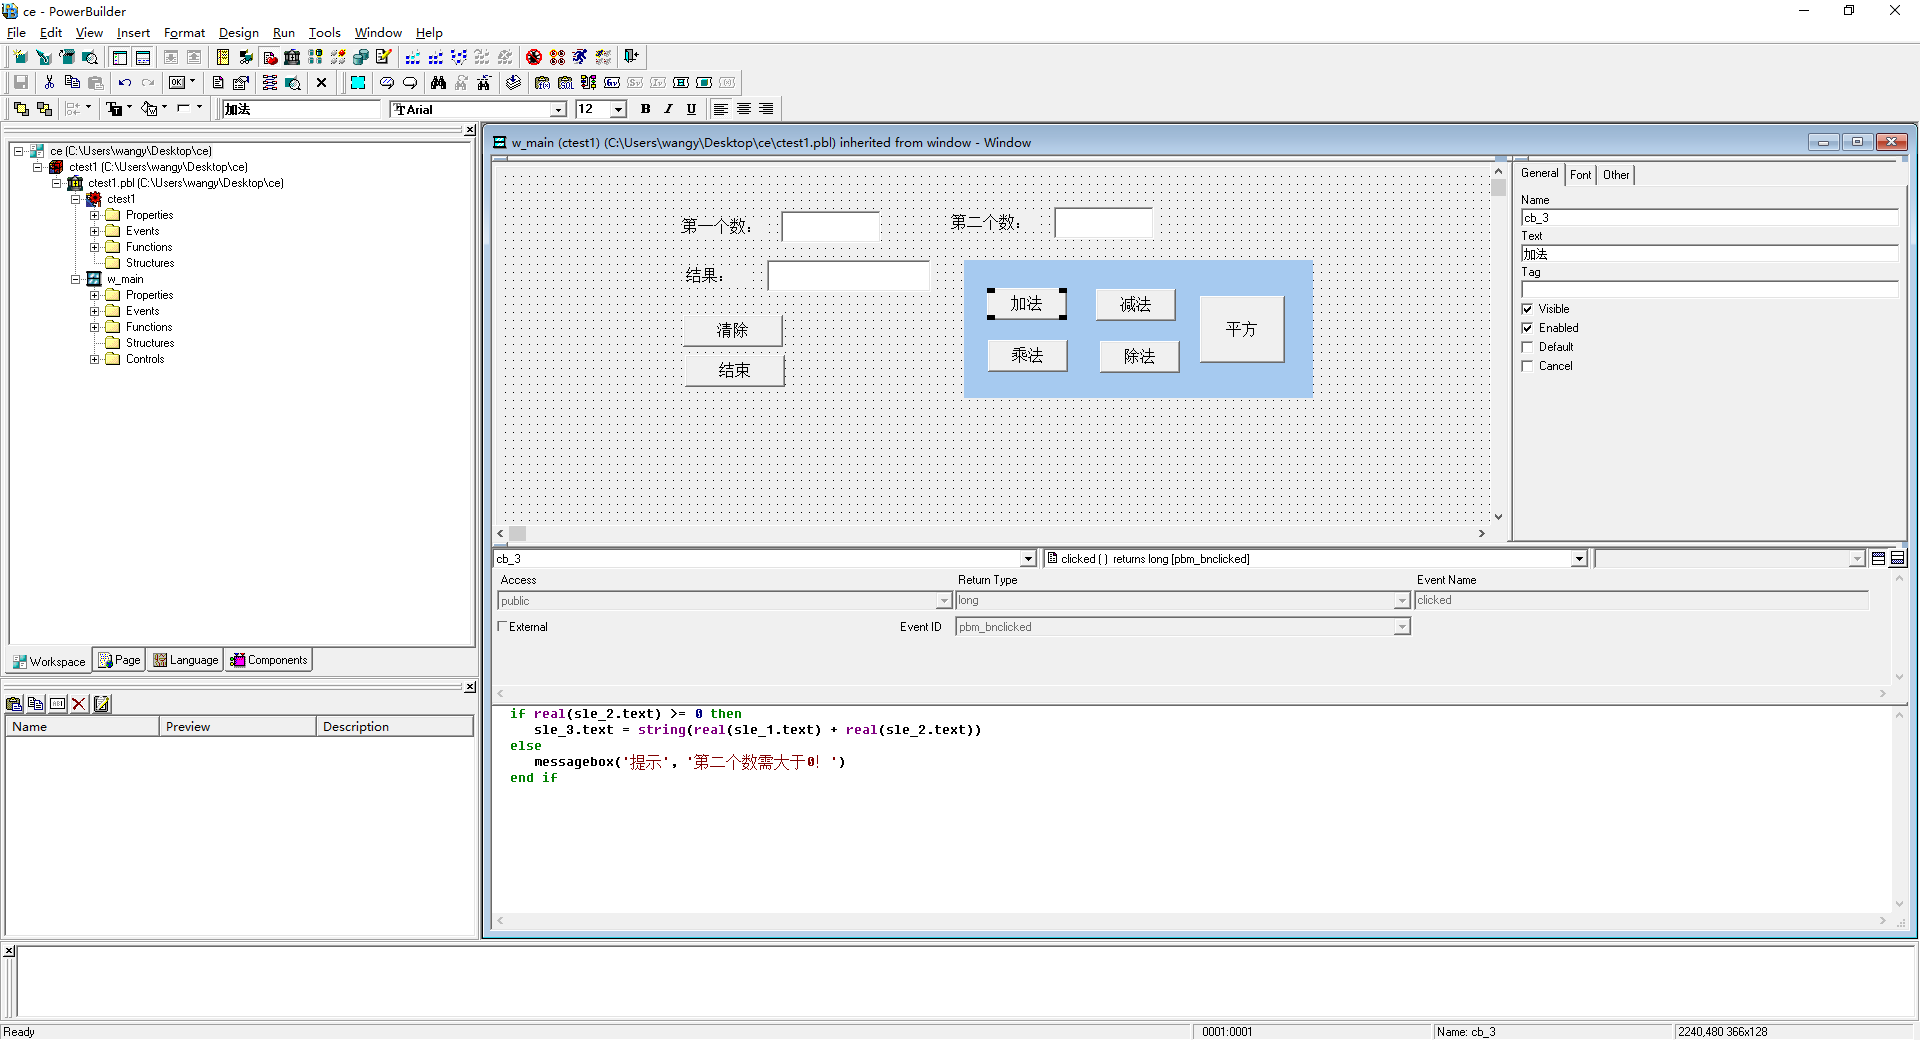 ce - PowerBuilder
File Edit View Insert Format Design Run Tools Window Help
OK
加法 Arial 12 B I U
ce (C:\Users\wangy\Desktop\ce)
ctest1 (C:\Users\wangy\Desktop\ce)
ctest1.pbl (C:\Users\wangy\Desktop\ce)
ctest1
Properties
Events
Functions
Structures
w_main
Properties
Events
Functions
Structures
Controls
Workspace Page Language Components
Name Preview Description
w_main (ctest1) (C:\Users\wangy\Desktop\ce\ctest1.pbl) inherited from window - Window
第一个数： 第二个数：
结果：
加法 减法 平方
清除
乘法 除法
结束
General Font Other
Name
cb_3
Text
加法
Tag
Visible
Enabled
Default
Cancel
cb_3 clicked ( ) returns long [pbm_bnclicked]
Access Return Type Event Name
public long clicked
External Event ID pbm_bnclicked
if real(sle_2.text) >= 0 then
sle_3.text = string(real(sle_1.text) + real(sle_2.text))
else
messagebox('提示', '第二个数需大于0! ')
end if
Ready 0001:0001 Name: cb_3 2240,480 366x128